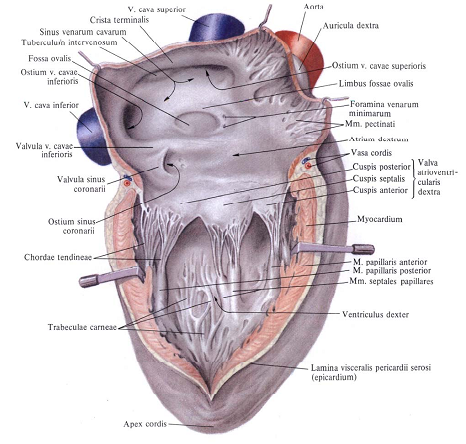 V. cava superior
Crista terminalis
Sinus venarum cavarum
Tuberculum intervenosum
Fossa ovalis
Ostium v. cavae
inferioris
V. cava inferior
Valvula v. cavae
inferioris
Valvula sinus
coronarii
Ostium sinus
coronarii
Chordae tendineae
Trabeculae carneae
Apex cordis
Aorta
Auricula dextra
Ostium v. cavae superioris
Limbus fossae ovalis
Foramina venarum
minimarum
Mm. pectinati
Atrium dextrum
Vasa cordis
Cuspis posterior
Cuspis septalis
Cuspis anterior
Valva
atrioventri-
cularis
dextra
Myocardium
M. papillaris anterior
M. papillaris posterior
Mm. septales papillares
Ventriculus dexter
Lamina visceralis pericardii serosi
(epicardium)